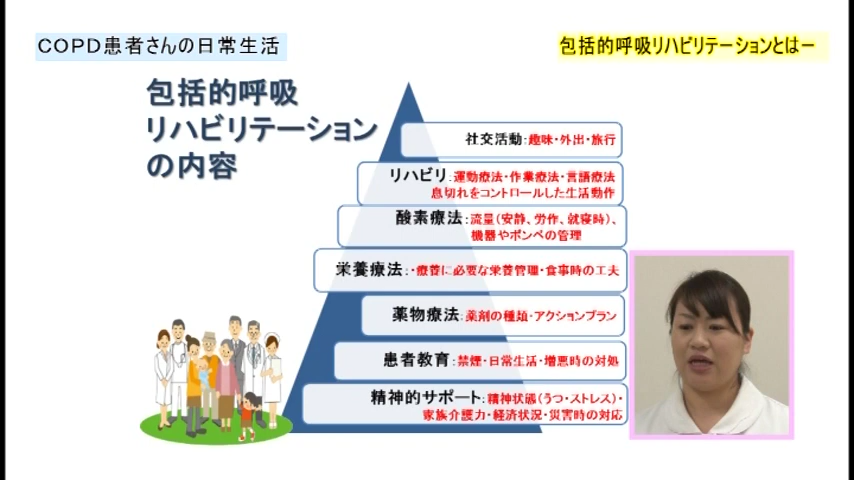 COPD患者さんの日常生活
包括的呼吸リハビリテーションとはー
包括的呼吸
リハビリテーション
の内容
社交活動:趣味・外出・旅行
リハビリ:運動療法・作業療法・言語療法
息切れをコントロールした生活動作
酸素療法:流量(安静、労作、就寝時)、
機器やボンベの管理
栄養療法:・療養に必要な栄養管理・食事時の工夫
薬物療法:薬剤の種類・アクションプラン
患者教育:禁煙・日常生活・増悪時の対処
精神的サポート:精神状態(うつ・ストレス)・
家族介護力・経済状況・災害時の対応